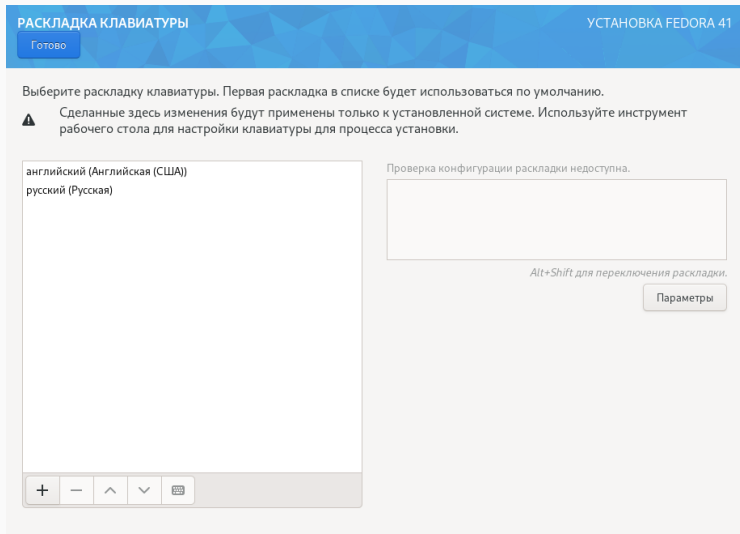 РАСКЛАДКА КЛАВИАТУРЫ
УСТАНОВКА FEDORA 41
Готово
Выберите раскладку клавиатуры. Первая раскладка в списке будет использоваться по умолчанию.
Сделанные здесь изменения будут применены только к установленной системе. Используйте инструмент
рабочего стола для настройки клавиатуры для процесса установки.
английский (Английская (США))
русский (Русская)
Проверка конфигурации раскладки недоступна.
Alt+Shift для переключения раскладки.
Параметры